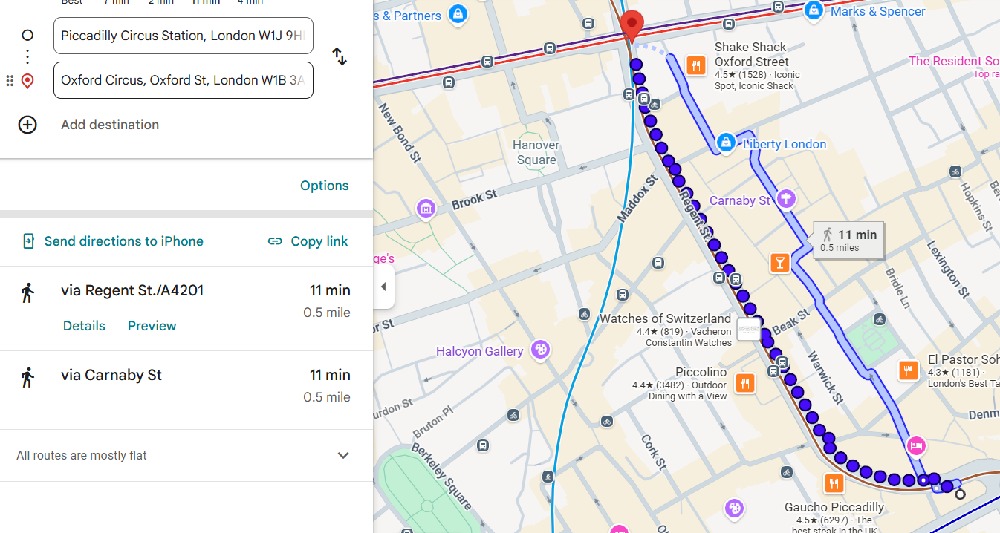 Best 7 min 2 min 11 min 4 min —
Piccadilly Circus Station, London W1J 9H
Oxford Circus, Oxford St, London W1B 3A
Add destination
Options
Send directions to iPhone
Copy link
via Regent St./A4201
11 min
0.5 mile
Details
Preview
via Carnaby St
11 min
0.5 mile
All routes are mostly flat
s & Partners
Marks & Spencer
Shake Shack
Oxford Street
4.5★ (1528) · Iconic
Spot, Iconic Shack
The Resident So
Top ra
New Bond St
Hanover
Square
Liberty London
Brook St
Maddox St
Carnaby St
Regent St.
Hopkins St
Ber
11 min
0.5 miles
ge's
Lexington St
Bridle Ln
or St
Watches of Switzerland
4.4★ (819) · Vacheron
Constantin Watches
Beak St
Halcyon Gallery
Warwick St
Piccolino
4.4★ (3482) · Outdoor
Dining with a View
El Pastor Soh
4.3★ (1181) ·
London's Best Ta
urdon St
Bruton Pl
Denm
Berkeley Square
Cork St
Gaucho Piccadilly
4.5★ (6297) · The
best steak in the UK